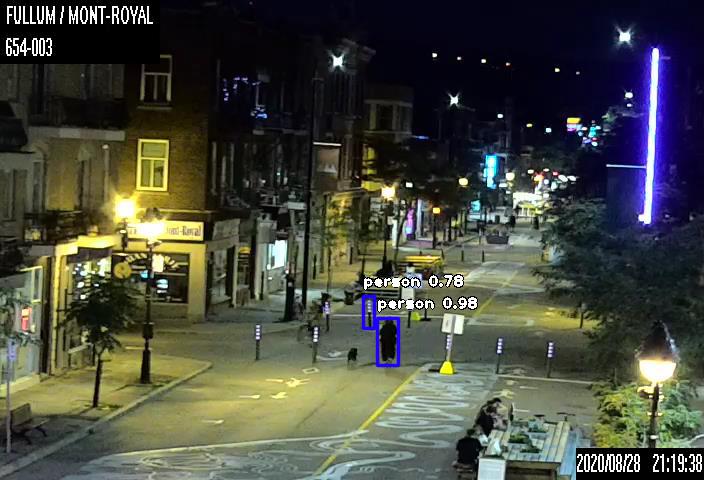 FULLUM / MONT-ROYAL
654-003
Mont-Royal
person 0.78
person 0.98
2020/08/28 21:19:38